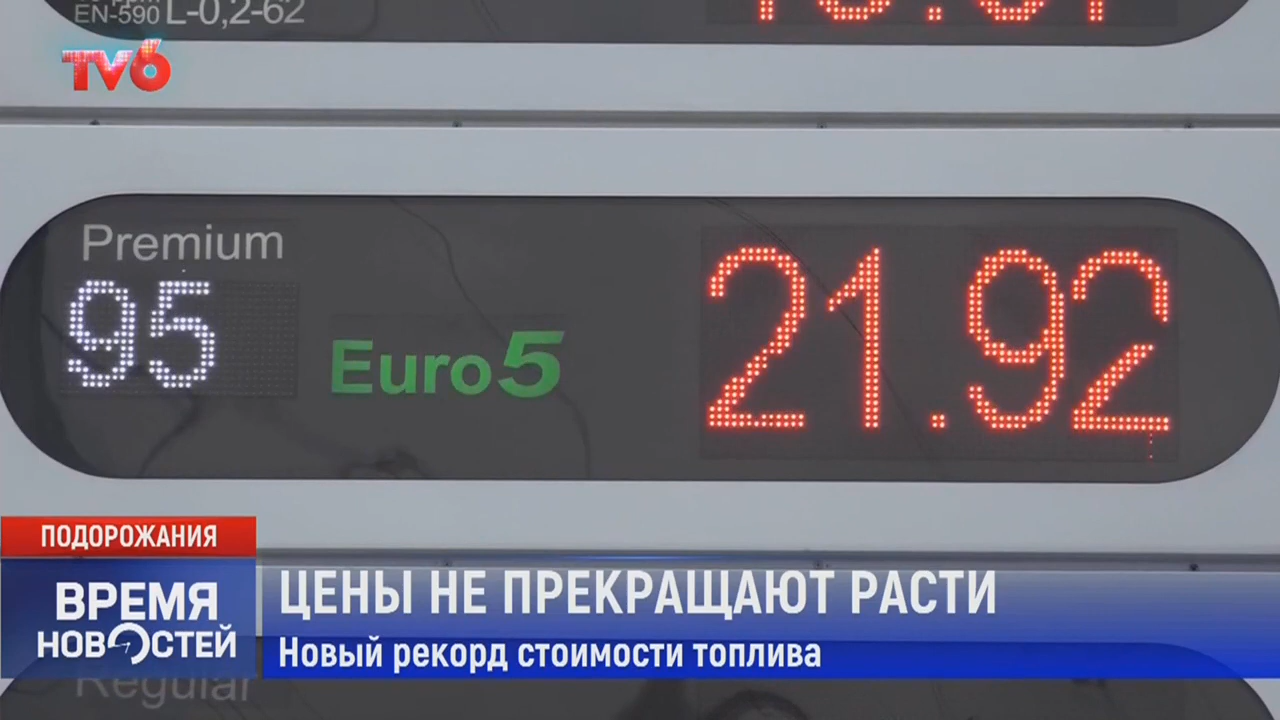 EN-590 L-0,2-62
TV6
Premium
95
Euro5
21.92
ПОДОРОЖАНИЯ
ВРЕМЯ
НОВОСТЕЙ
ЦЕНЫ НЕ ПРЕКРАЩАЮТ РАСТИ
Новый рекорд стоимости топлива
Regular